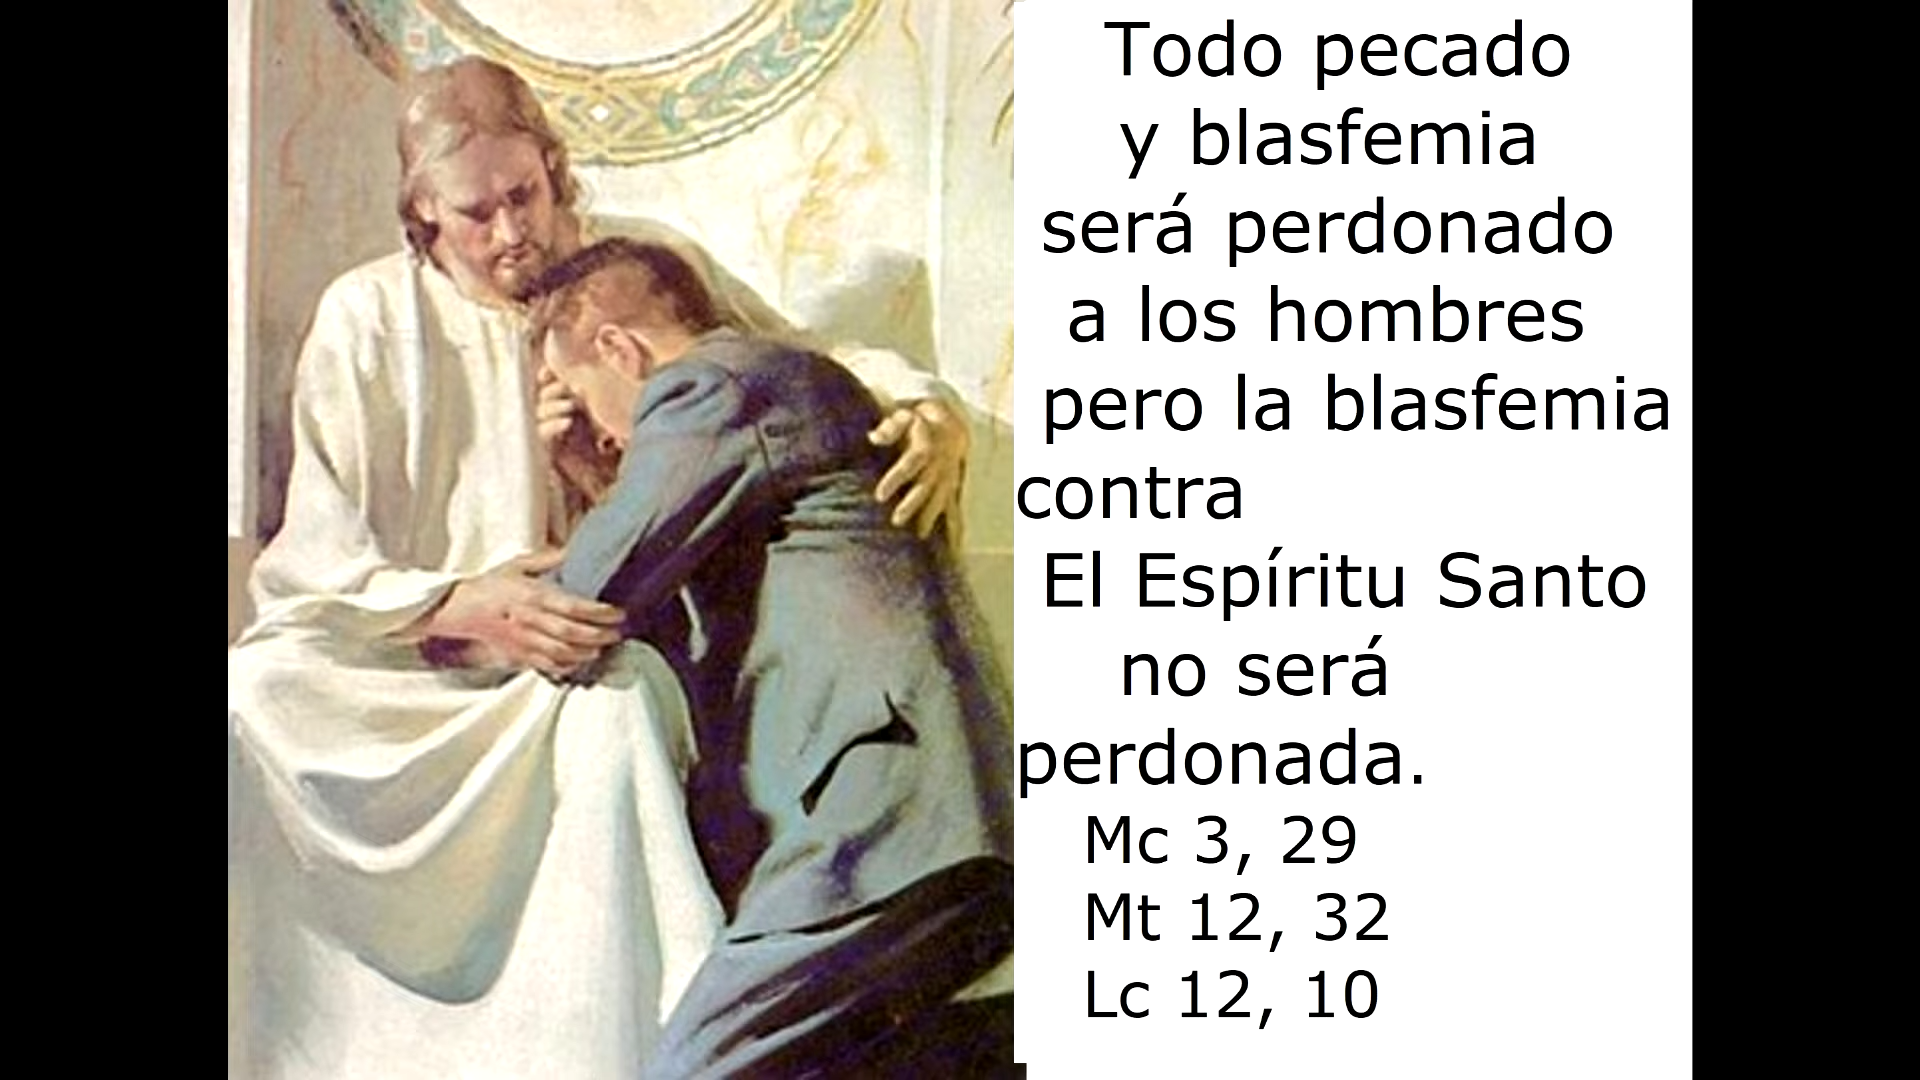 Todo pecado
y blasfemia
será perdonado
a los hombres
pero la blasfemia
contra
El Espíritu Santo
no será
perdonada.
Mc 3, 29
Mt 12, 32
Lc 12, 10